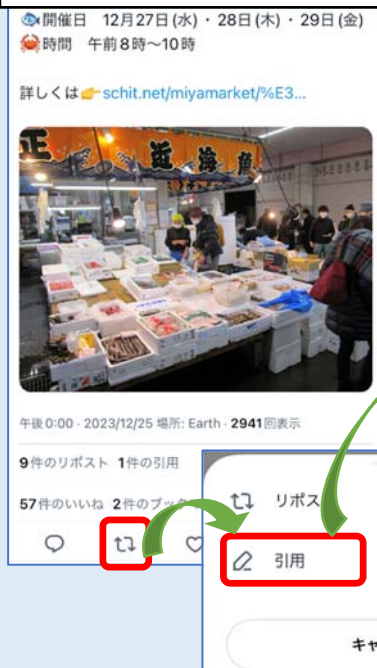 開催日 12月27日(水)・28日(木)・29日(金)
時間 午前8時～10時
詳しくは👉schit.net/miyamarket/%E3...
正 近海魚
午後0:00 · 2023/12/25 場所: Earth · 2941回表示
9件のリポスト 1件の引用
57件のいいね 2件のブック
リポス
引用
キャ